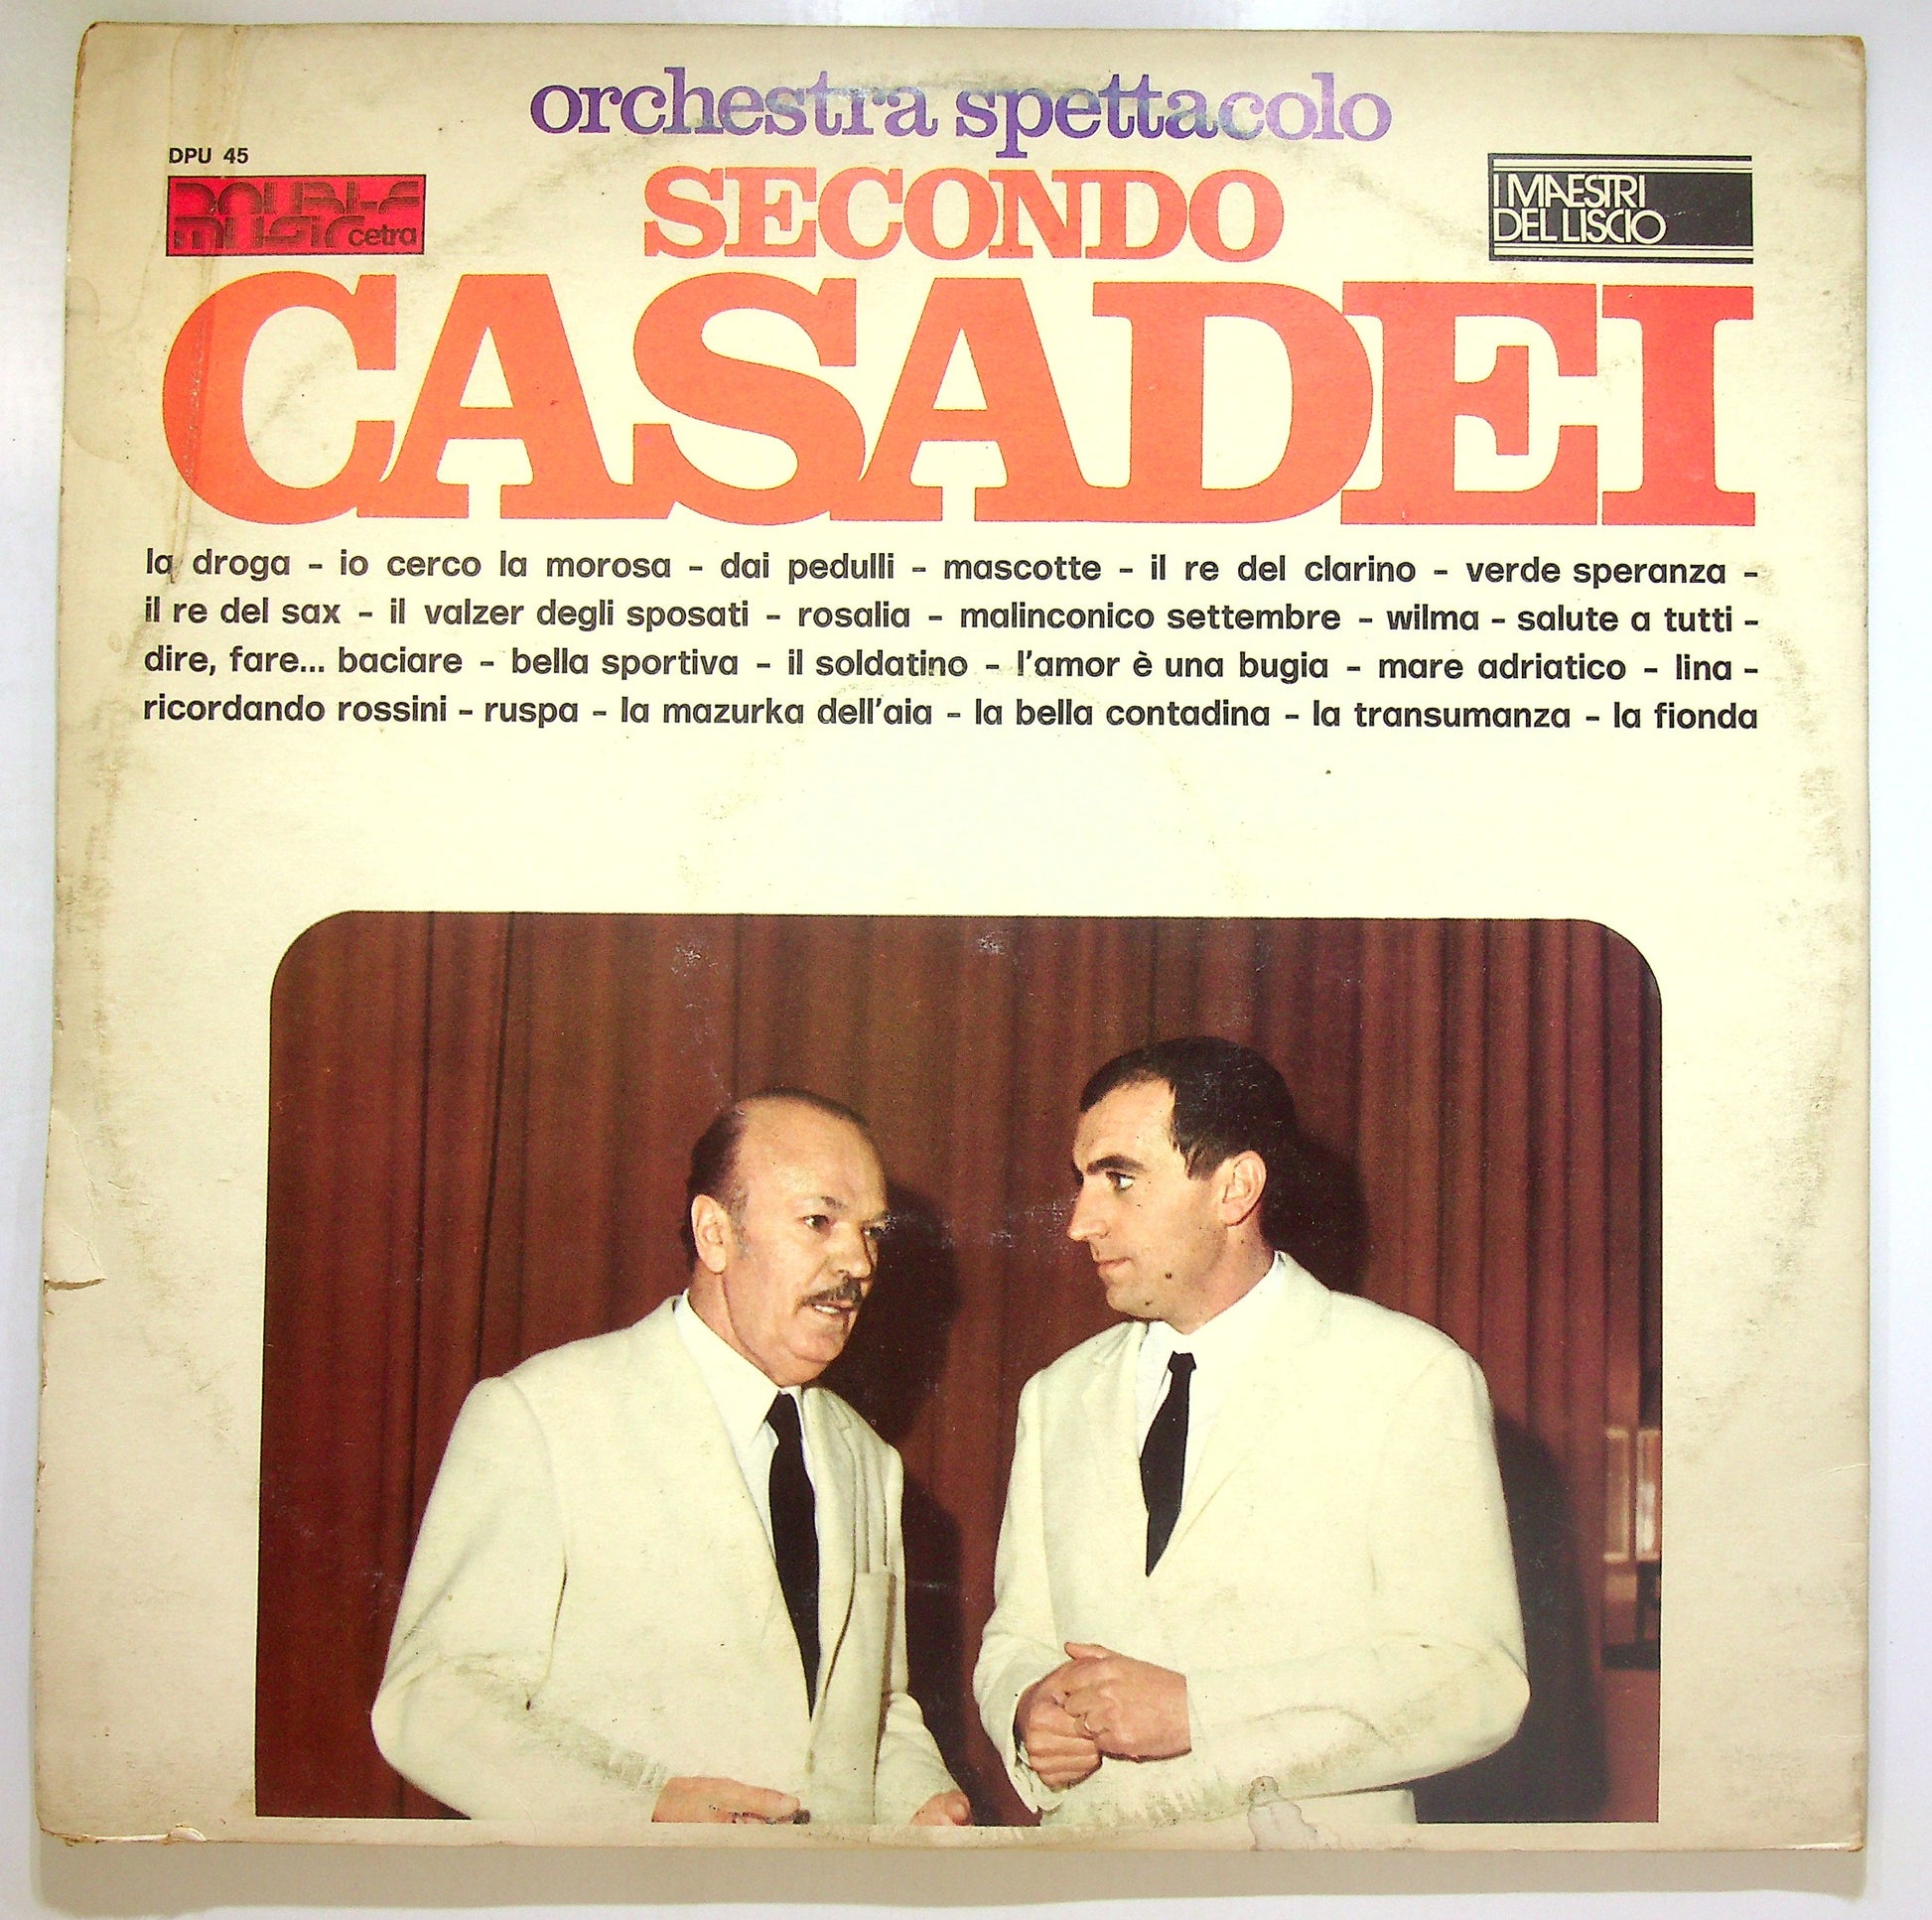 orchestra spettacolo
DPU 45
DOUBLE
MUSIC cetra
SECONDO
I MAESTRI
DEL LISCIO
CASADEI
la droga - io cerco la morosa - dai pedulli - mascotte - il re del clarino - verde speranza -
il re del sax - il valzer degli sposati - rosalia - malinconico settembre - wilma - salute a tutti -
dire, fare... baciare - bella sportiva - il soldatino - l'amor è una bugia - mare adriatico - lina -
ricordando rossini - ruspa - la mazurka dell'aia - la bella contadina - la transumanza - la fionda